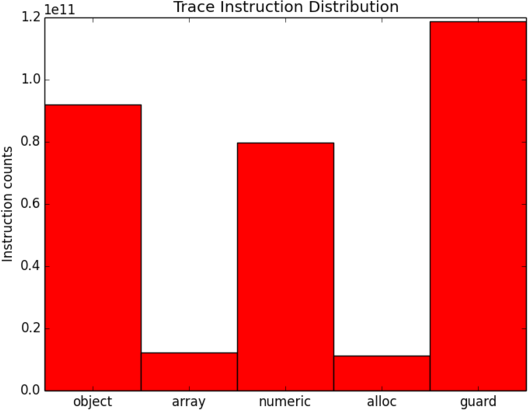 Trace Instruction Distribution
1e11
1.2
1.0
0.8
0.6
0.4
0.2
0.0
Instruction counts
object array numeric alloc guard